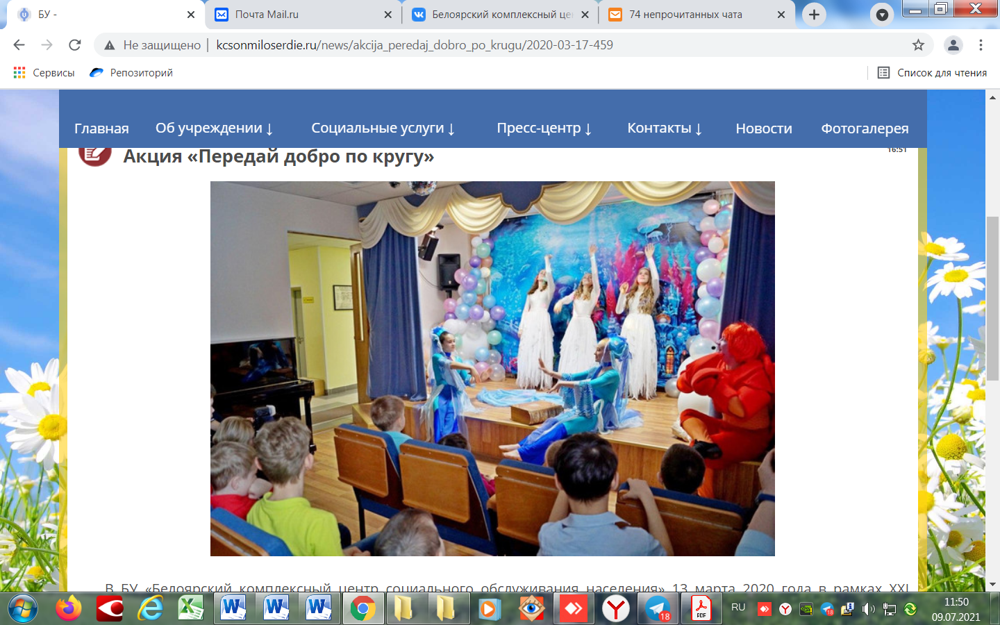 БУ -
Почта Mail.ru
Белоярский комплексный це
74 непрочитанных чата
Не защищено
kcsonmiloserdie.ru/news/akcija_peredaj_dobro_po_krugu/2020-03-17-459
Сервисы
Репозиторий
Список для чтения
Главная
Об учреждении ↓
Социальные услуги ↓
Пресс-центр ↓
Контакты ↓
Новости
Фотогалерея
16:51
Акция «Передай добро по кругу»
В БУ «Белоярский комплексный центр социального обслуживания населения» 13 марта 2020 года в рамках XXI
18
PDF
RU
18
11:50
09.07.2021